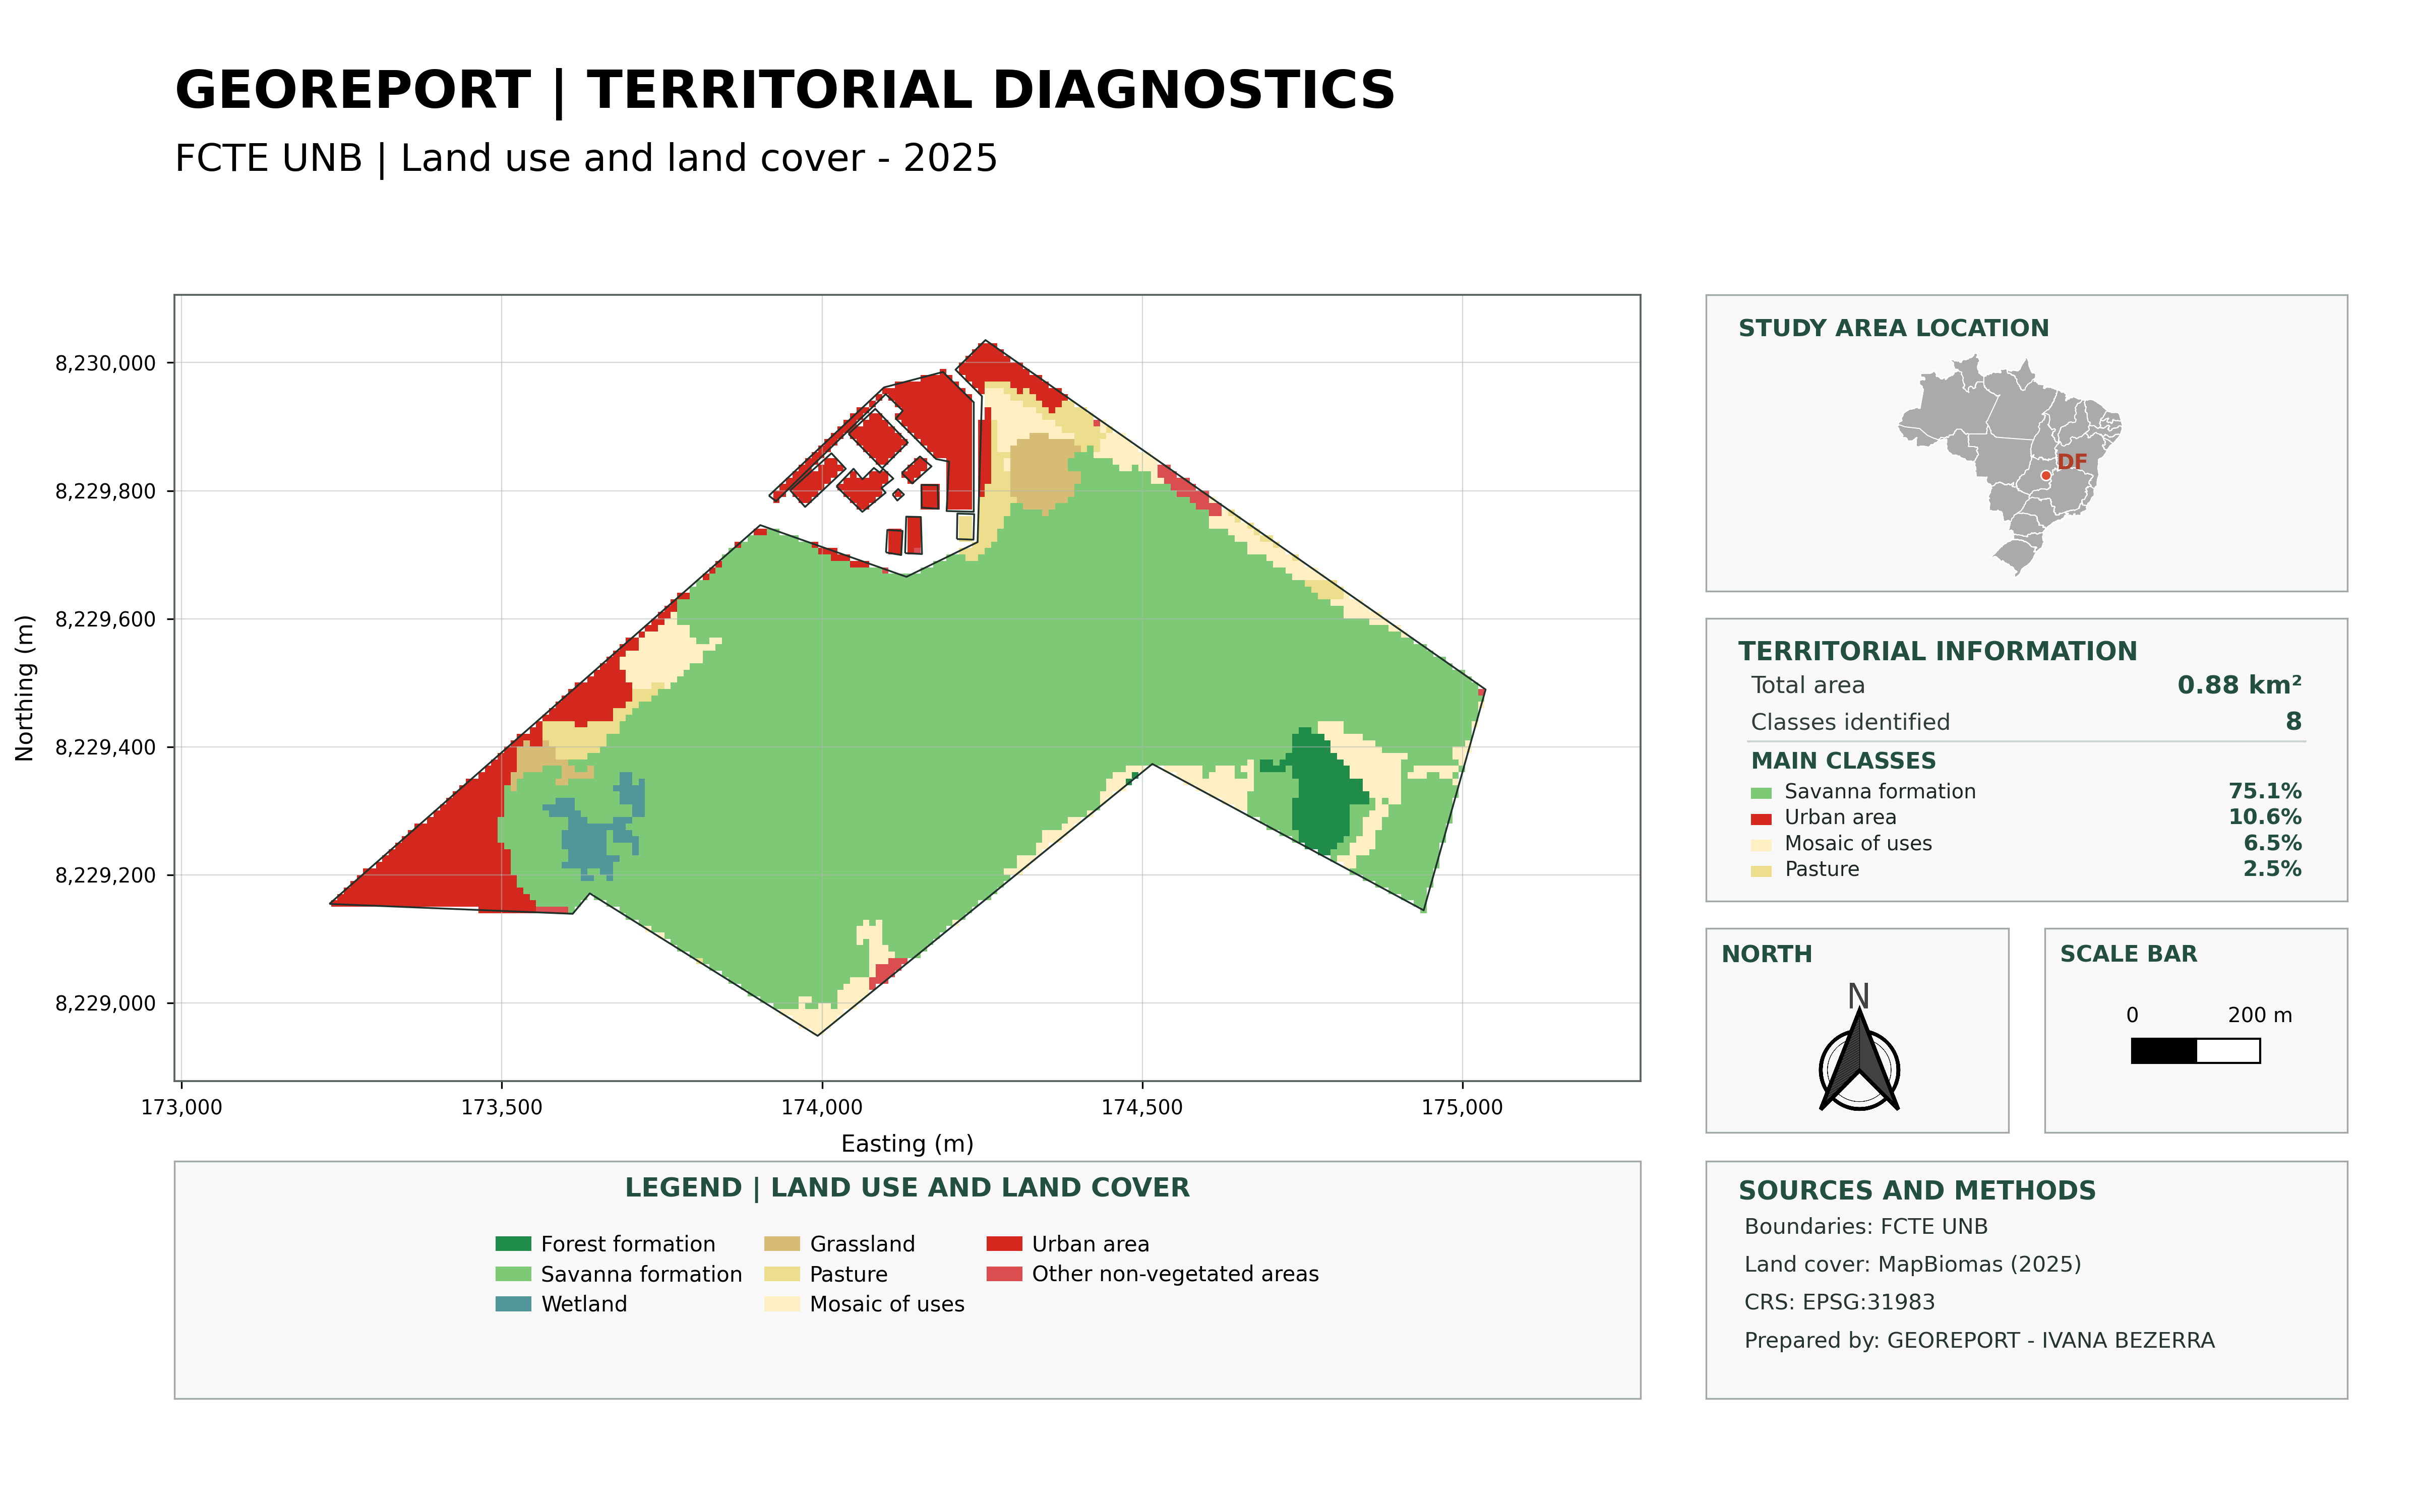 GEOREPORT | TERRITORIAL DIAGNOSTICS
FCTE UNB | Land use and land cover - 2025
8,230,000
8,229,800
8,229,600
8,229,400
8,229,200
8,229,000
Northing (m)
173,000
173,500
174,000
174,500
175,000
Easting (m)
LEGEND | LAND USE AND LAND COVER
Forest formation
Savanna formation
Wetland
Grassland
Pasture
Mosaic of uses
Urban area
Other non-vegetated areas
STUDY AREA LOCATION
DF
TERRITORIAL INFORMATION
Total area 0.88 km²
Classes identified 8
MAIN CLASSES
Savanna formation 75.1%
Urban area 10.6%
Mosaic of uses 6.5%
Pasture 2.5%
NORTH
N
SCALE BAR
0 200 m
SOURCES AND METHODS
Boundaries: FCTE UNB
Land cover: MapBiomas (2025)
CRS: EPSG:31983
Prepared by: GEOREPORT - IVANA BEZERRA